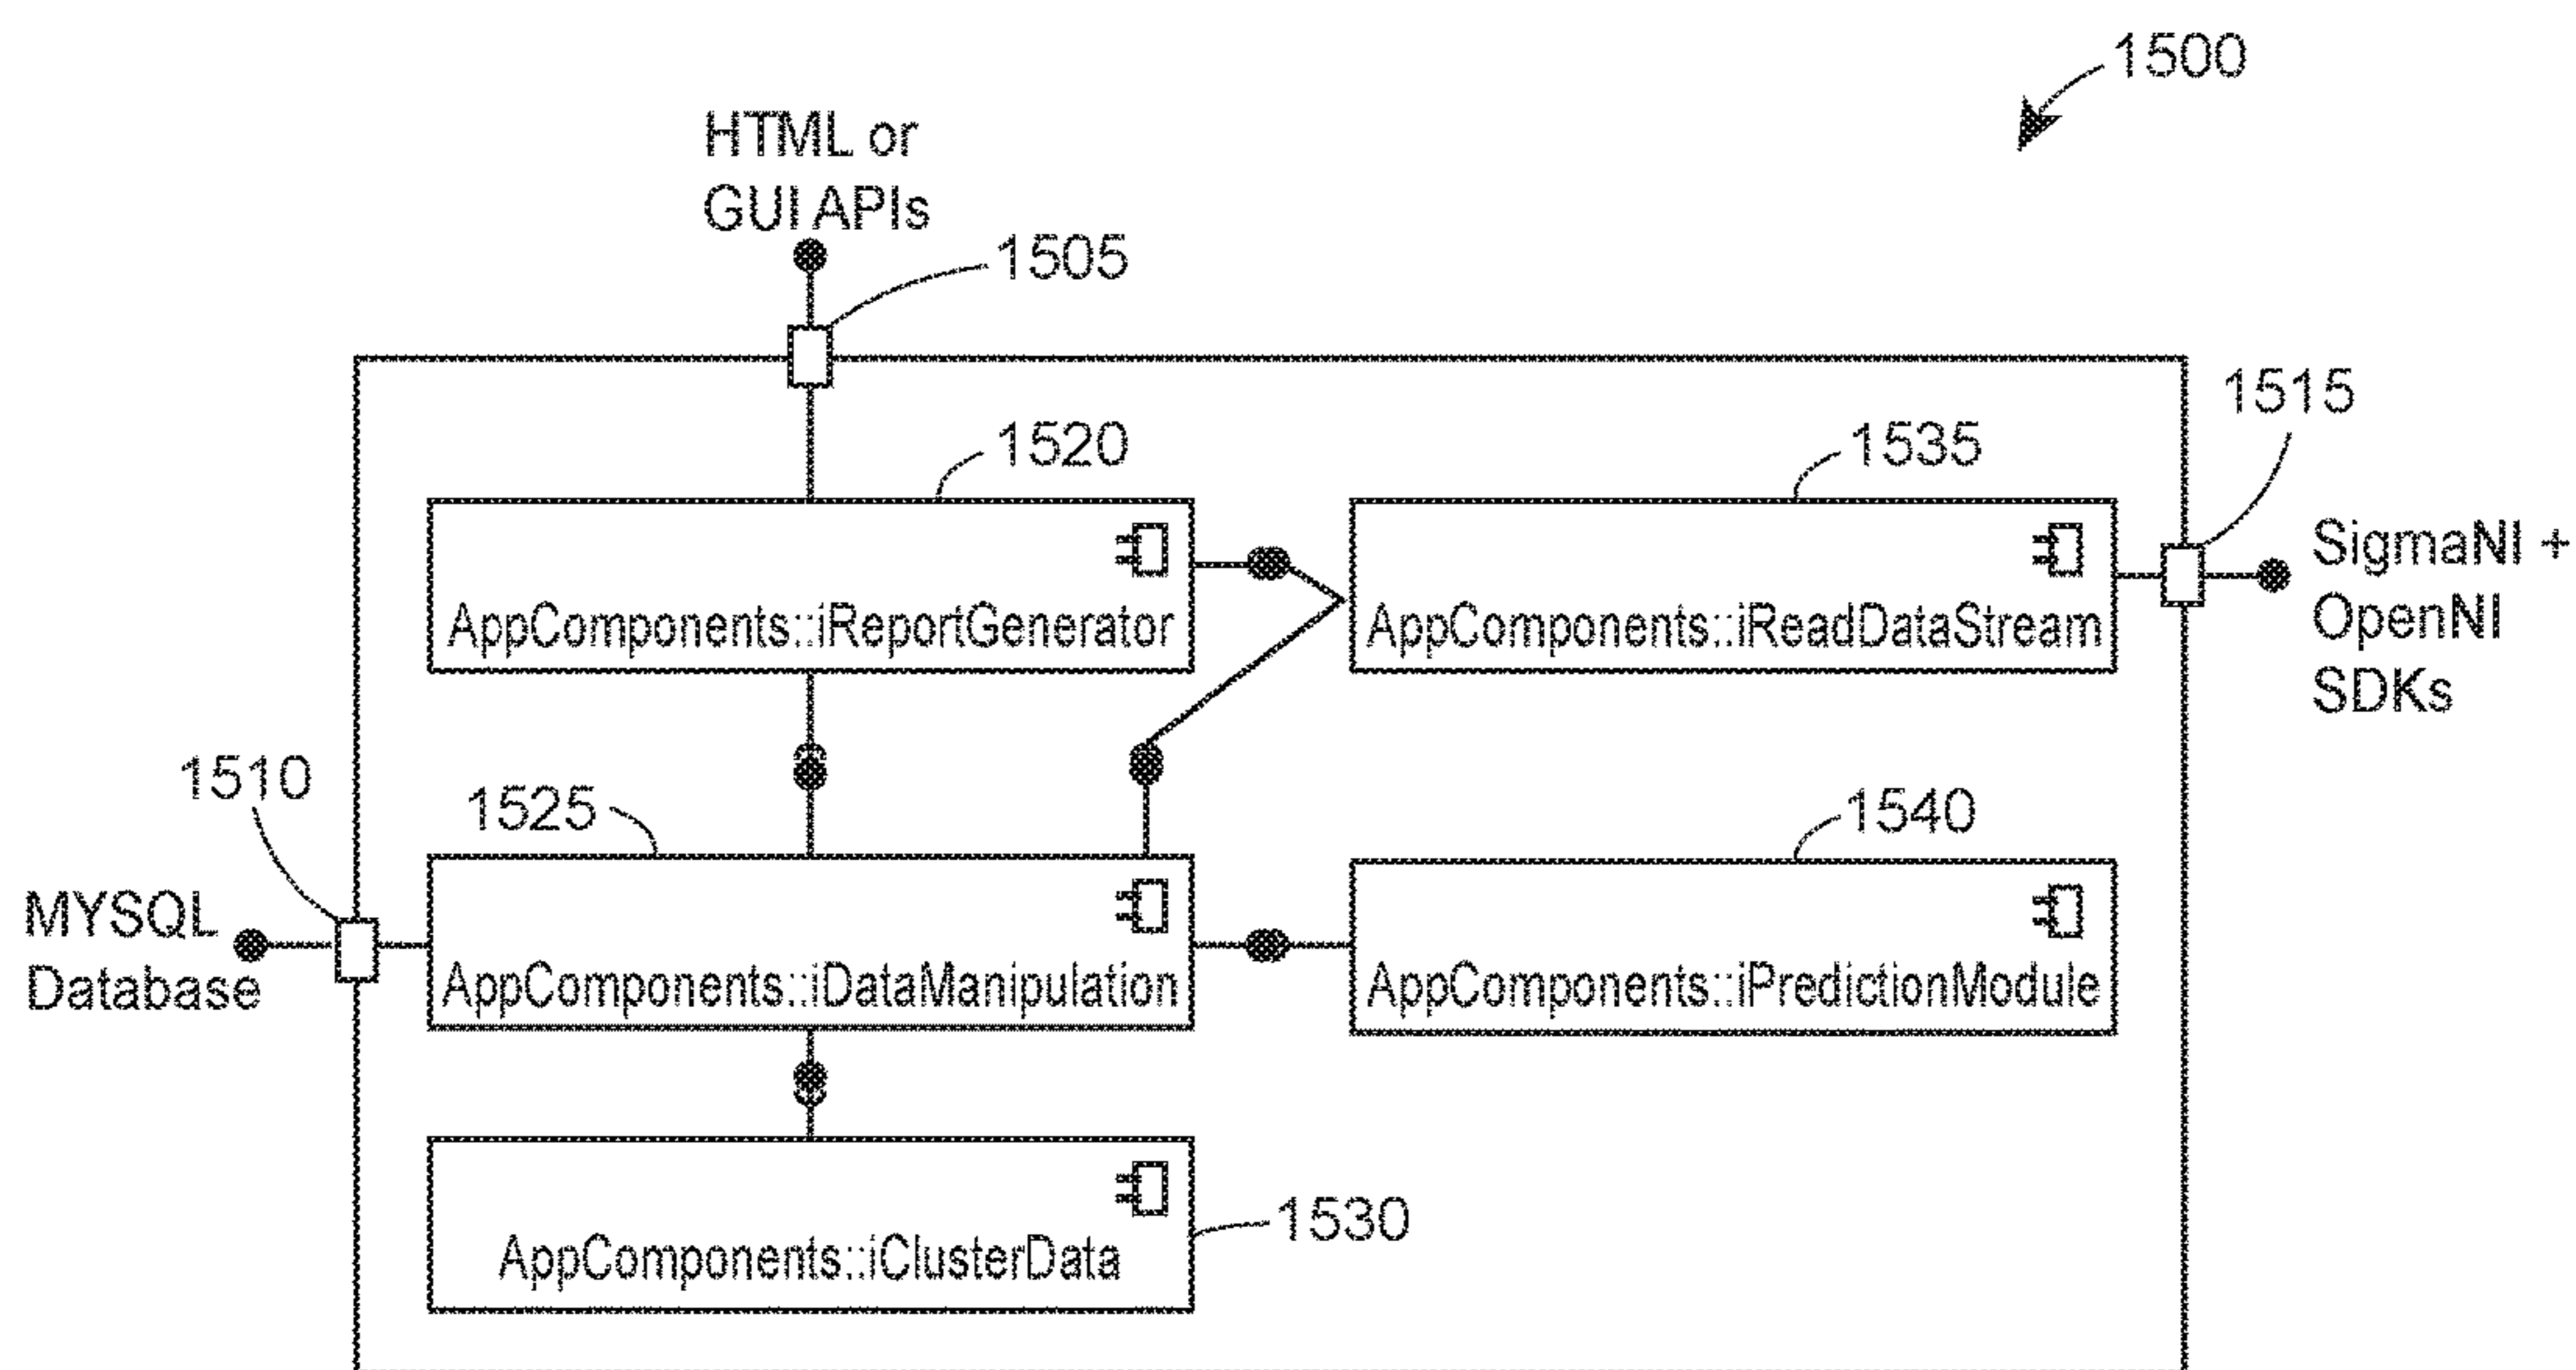 1500
HTML or
GUI APIs
1505
1515
1520
1535
SigmaNI +
OpenNI
SDKs
AppComponents::iReportGenerator
AppComponents::iReadDataStream
1510
1525
1540
MYSQL
Database
AppComponents::iDataManipulation
AppComponents::iPredictionModule
1530
AppComponents::iClusterData